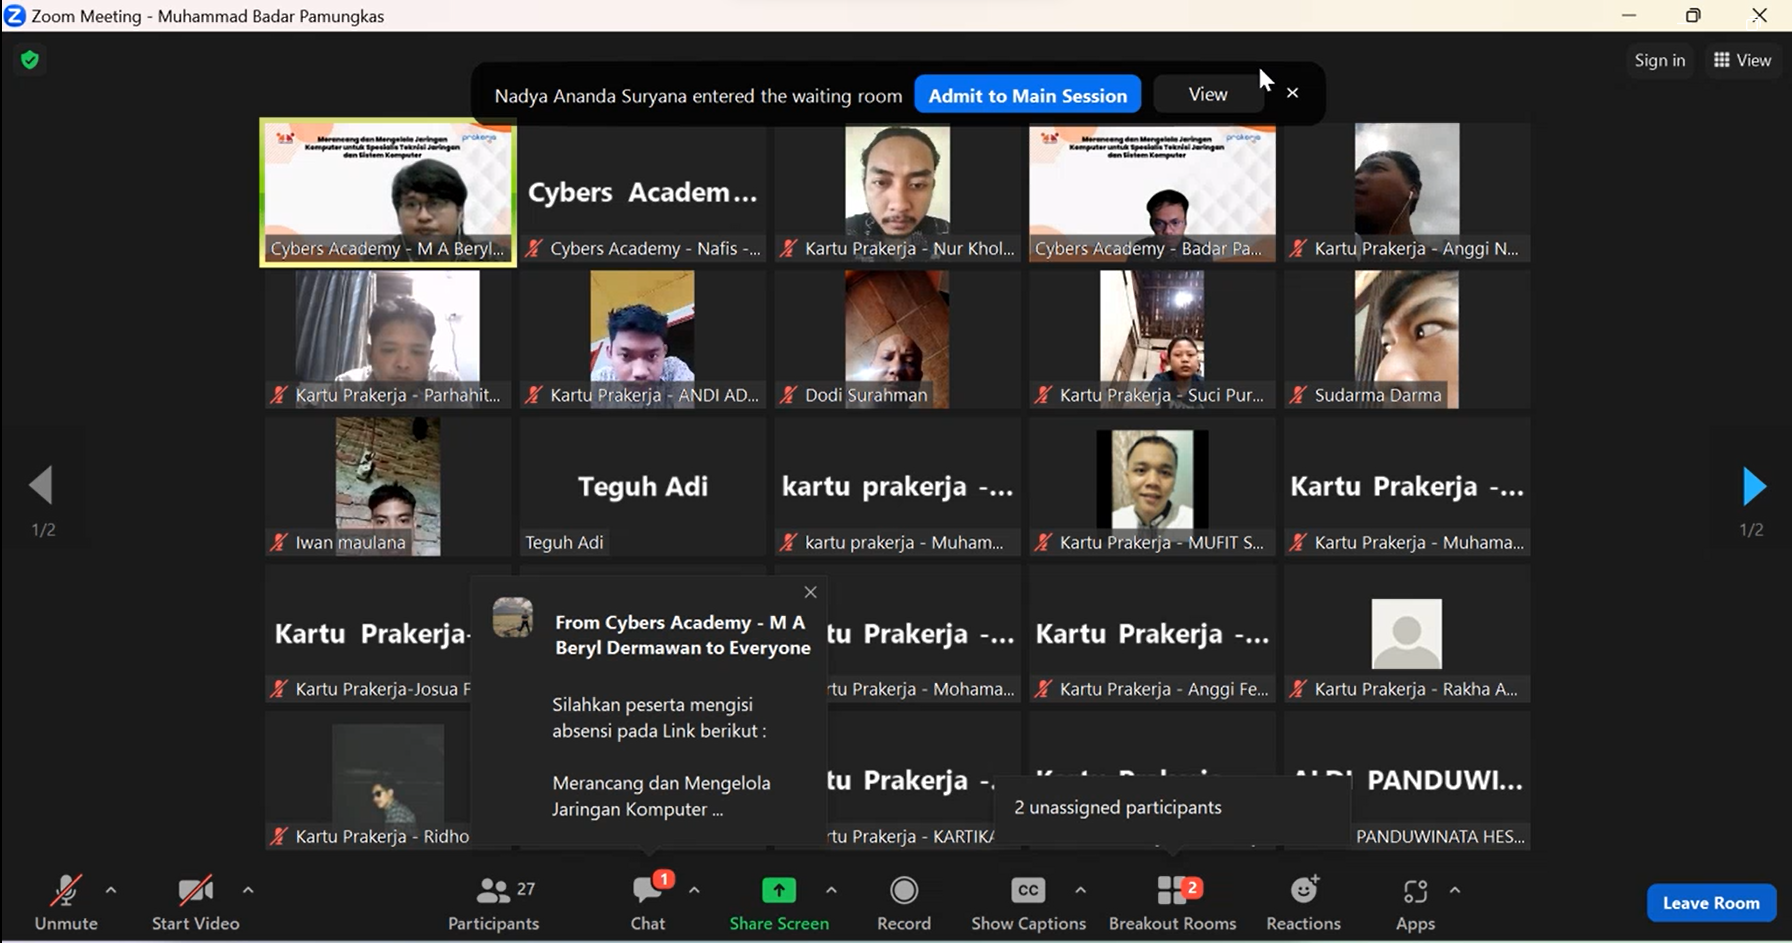 Zoom Meeting - Muhammad Badar Pamungkas
Sign in
View
Nadya Ananda Suryana entered the waiting room
Admit to Main Session
View
Merancang dan Mengelola Jaringan
Komputer untuk Spesialis Teknisi Jaringan
dan Sistem Komputer
prakerja
Cybers Academy - M A Beryl...
Cybers Academ...
Cybers Academy - Nafis -...
Kartu Prakerja - Nur Khol...
Merancang dan Mengelola Jaringan
Komputer untuk Spesialis Teknisi Jaringan
dan Sistem Komputer
prakerja
Cybers Academy - Badar Pa...
Kartu Prakerja - Anggi N...
Kartu Prakerja - Parhahit...
Kartu Prakerja - ANDI AD...
Dodi Surahman
Kartu Prakerja - Suci Pur...
Sudarma Darma
Iwan maulana
Teguh Adi
Teguh Adi
kartu prakerja -...
kartu prakerja - Muham...
Kartu Prakerja - MUFIT S...
Kartu Prakerja -...
Kartu Prakerja - Muhama...
1/2
1/2
Kartu Prakerja-
Kartu Prakerja-Josua F
tu Prakerja -...
rtu Prakerja - Mohama...
Kartu Prakerja -...
Kartu Prakerja - Anggi Fe...
Kartu Prakerja - Rakha A...
From Cybers Academy - M A
Beryl Dermawan to Everyone
Silahkan peserta mengisi
absensi pada Link berikut :
Merancang dan Mengelola
Jaringan Komputer ...
Kartu Prakerja - Ridho
tu Prakerja -.
rtu Prakerja - KARTIKA
2 unassigned participants
PANDUWI...
PANDUWINATA HES...
Unmute
Start Video
27
Participants
1
Chat
Share Screen
Record
CC
Show Captions
2
Breakout Rooms
Reactions
Apps
Leave Room